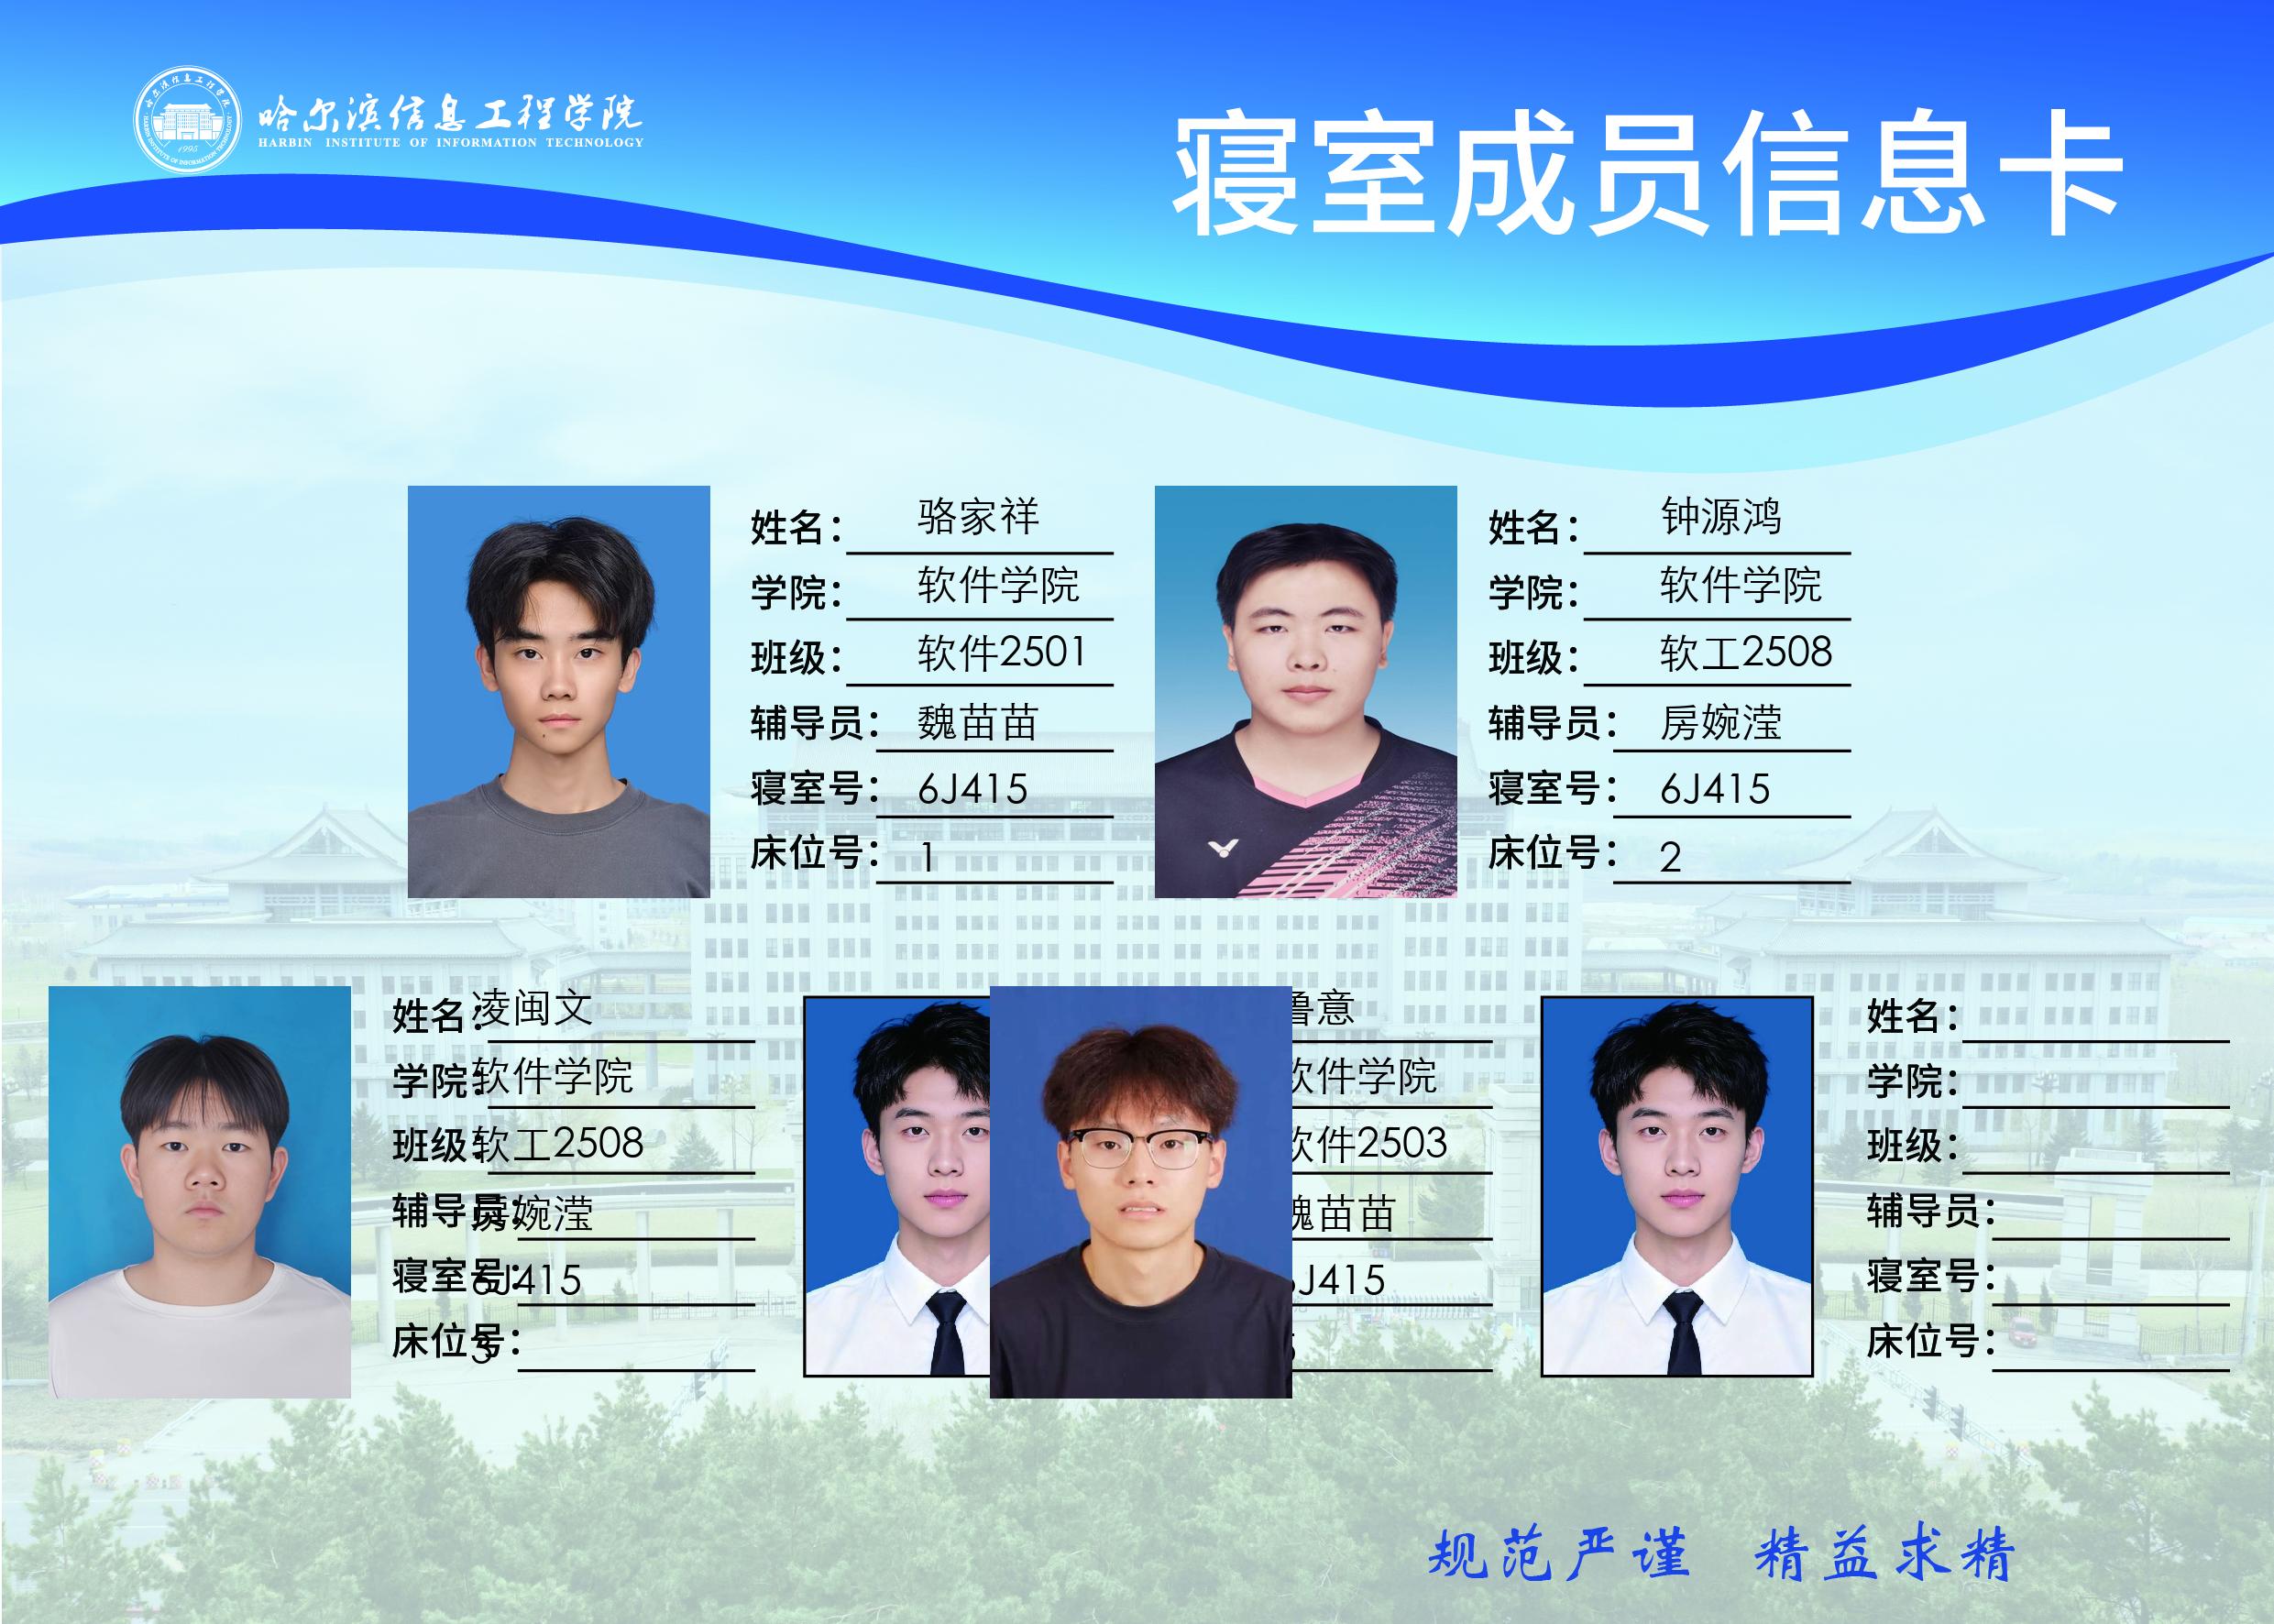 哈尔滨信息工程学院
HARBIN INSTITUTE OF INFORMATION TECHNOLOGY
1995
寝室成员信息卡
姓名： 骆家祥
学院： 软件学院
班级： 软件2501
辅导员： 魏苗苗
寝室号： 6J415
床位号： 1
姓名： 钟源鸿
学院： 软件学院
班级： 软工2508
辅导员： 房婉滢
寝室号： 6J415
床位号： 2
姓名：凌闽文
学院：软件学院
班级：软工2508
辅导员：房婉滢
寝室号：6J415
床位号：
鲁意
软件学院
软件2503
魏苗苗
6J415
姓名：
学院：
班级：
辅导员：
寝室号：
床位号：
规范严谨 精益求精